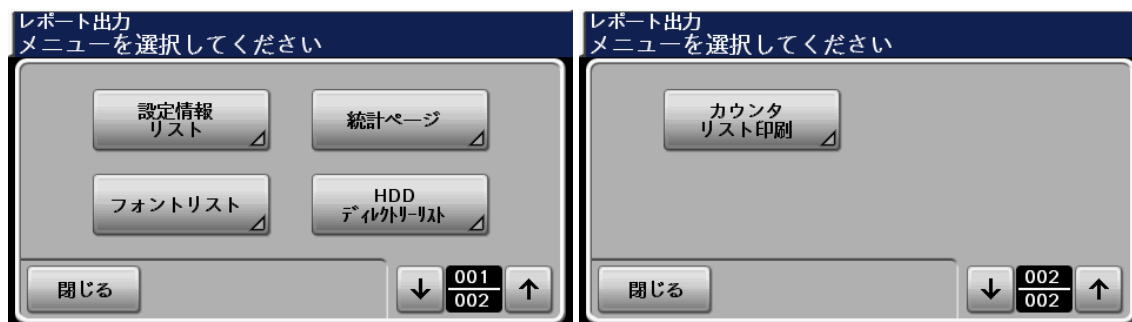 レポート出力
メニューを選択してください
設定情報
リスト
統計ページ
フォントリスト
HDD
ディレクトリーリスト
閉じる
↓
001
002
↑
レポート出力
メニューを選択してください
カウンタ
リスト印刷
閉じる
↓
002
002
↑